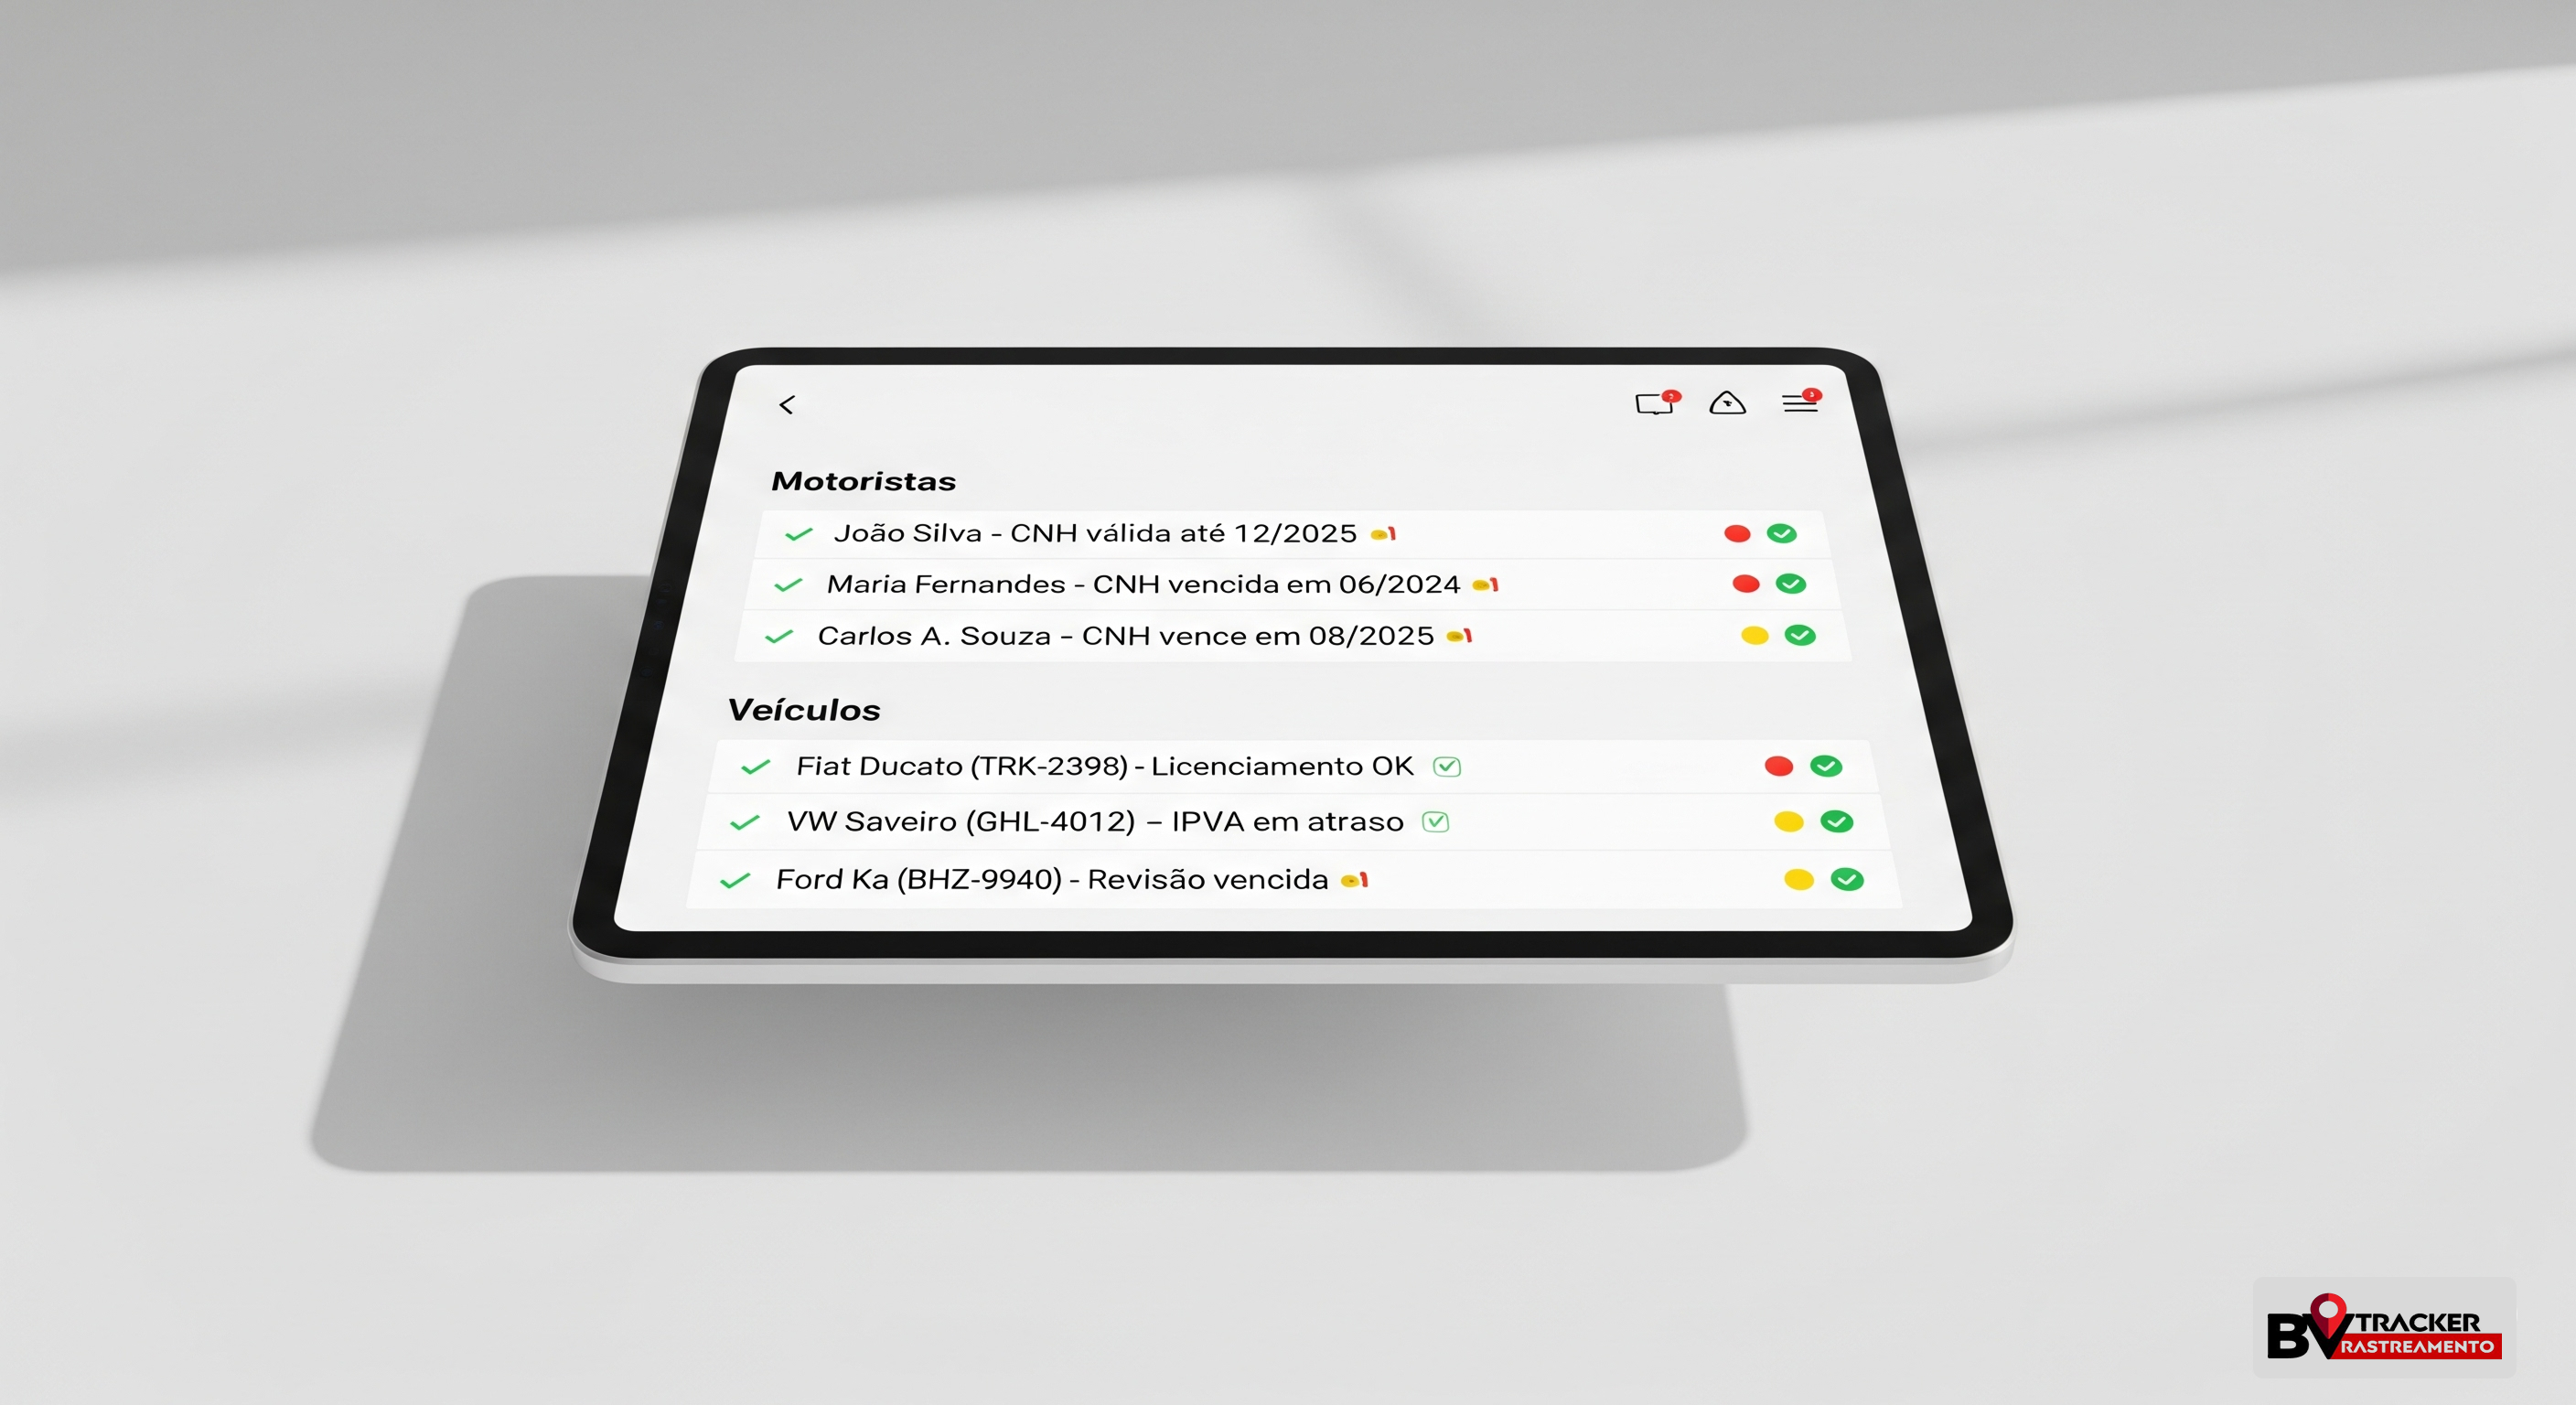 Motoristas
João Silva - CNH válida até 12/2025
Maria Fernandes - CNH vencida em 06/2024
Carlos A. Souza - CNH vence em 08/2025
Veículos
Fiat Ducato (TRK-2398) - Licenciamento OK
VW Saveiro (GHL-4012) – IPVA em atraso
Ford Ka (BHZ-9940) - Revisão vencida
BV TRACKER
RASTREAMENTO